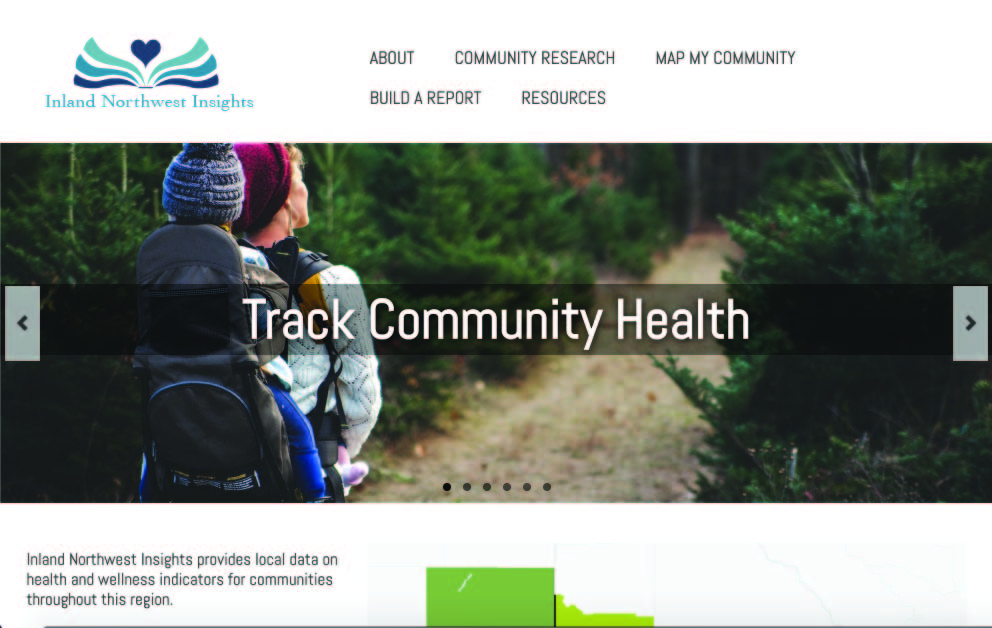 Inland Northwest Insights
ABOUT COMMUNITY RESEARCH MAP MY COMMUNITY
BUILD A REPORT RESOURCES
Track Community Health
Inland Northwest Insights provides local data on
health and wellness indicators for communities
throughout this region.